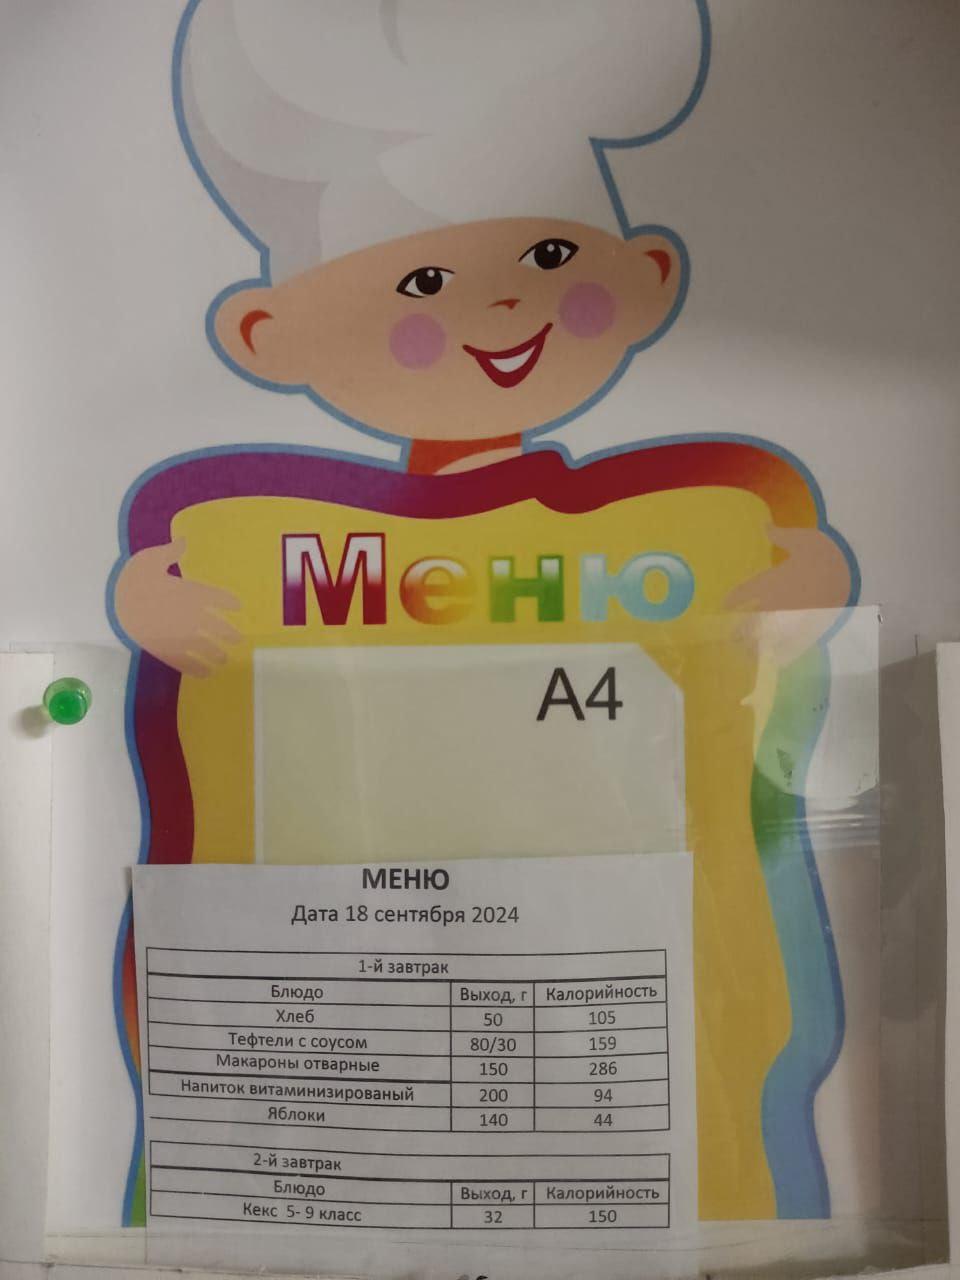 Меню
А4
МЕНЮ
Дата 18 сентября 2024
1-й завтрак
Блюдо Выход, г Калорийность
Хлеб 50 105
Тефтели с соусом 80/30 159
Макароны отварные 150 286
Напиток витаминизированый 200 94
Яблоки 140 44
2-й завтрак
Блюдо Выход, г Калорийность
Кекс 5- 9 класс 32 150